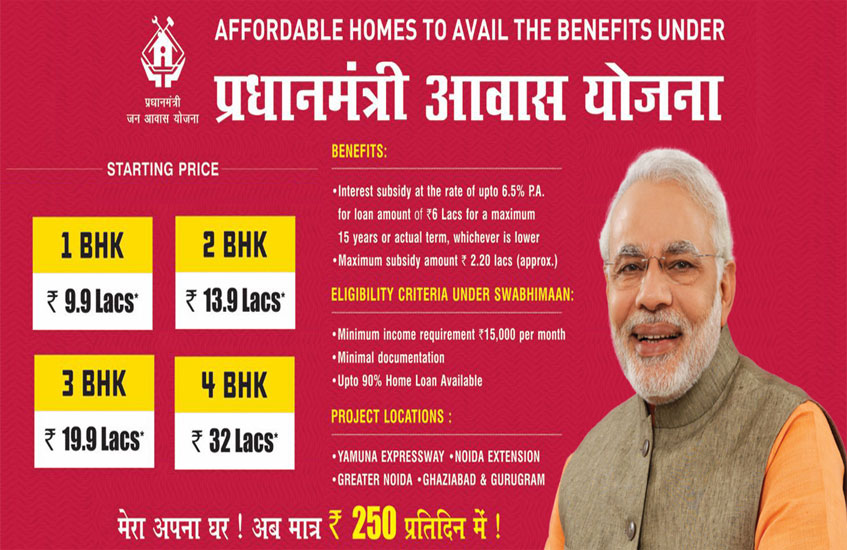 AFFORDABLE HOMES TO AVAIL THE BENEFITS UNDER
प्रधानमंत्री आवास योजना
प्रधानमंत्री
जन आवास योजना
STARTING PRICE
1 BHK
₹ 9.9 Lacs*
2 BHK
₹ 13.9 Lacs*
3 BHK
₹ 19.9 Lacs*
4 BHK
₹ 32 Lacs*
BENEFITS:
•Interest subsidy at the rate of upto 6.5% P.A.
for loan amount of ₹6 Lacs for a maximum
15 years or actual term, whichever is lower
•Maximum subsidy amount ₹ 2.20 lacs (approx.)
ELIGIBILITY CRITERIA UNDER SWABHIMAAN:
•Minimum income requirement ₹15,000 per month
•Minimal documentation
•Upto 90% Home Loan Available
PROJECT LOCATIONS :
•YAMUNA EXPRESSWAY •NOIDA EXTENSION
•GREATER NOIDA •GHAZIABAD & GURUGRAM
मेरा अपना घर ! अब मात्र ₹ 250 प्रतिदिन में !